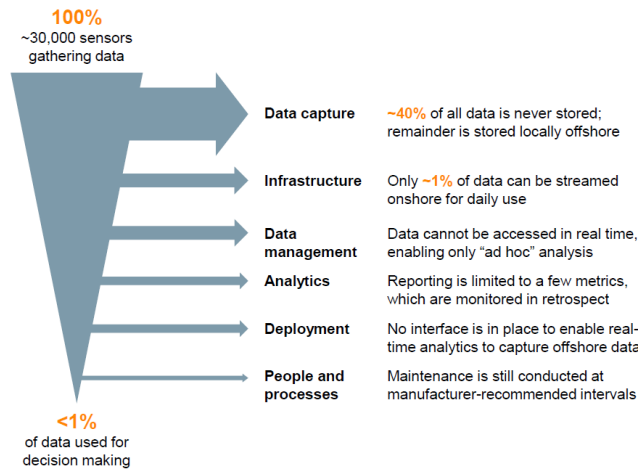 100%
~30,000 sensors
gathering data
Data capture
~40% of all data is never stored;
remainder is stored locally offshore
Infrastructure
Only ~1% of data can be streamed
onshore for daily use
Data
management
Data cannot be accessed in real time,
enabling only “ad hoc” analysis
Analytics
Reporting is limited to a few metrics,
which are monitored in retrospect
Deployment
No interface is in place to enable real-
time analytics to capture offshore data
People and
processes
Maintenance is still conducted at
manufacturer-recommended intervals
<1%
of data used for
decision making